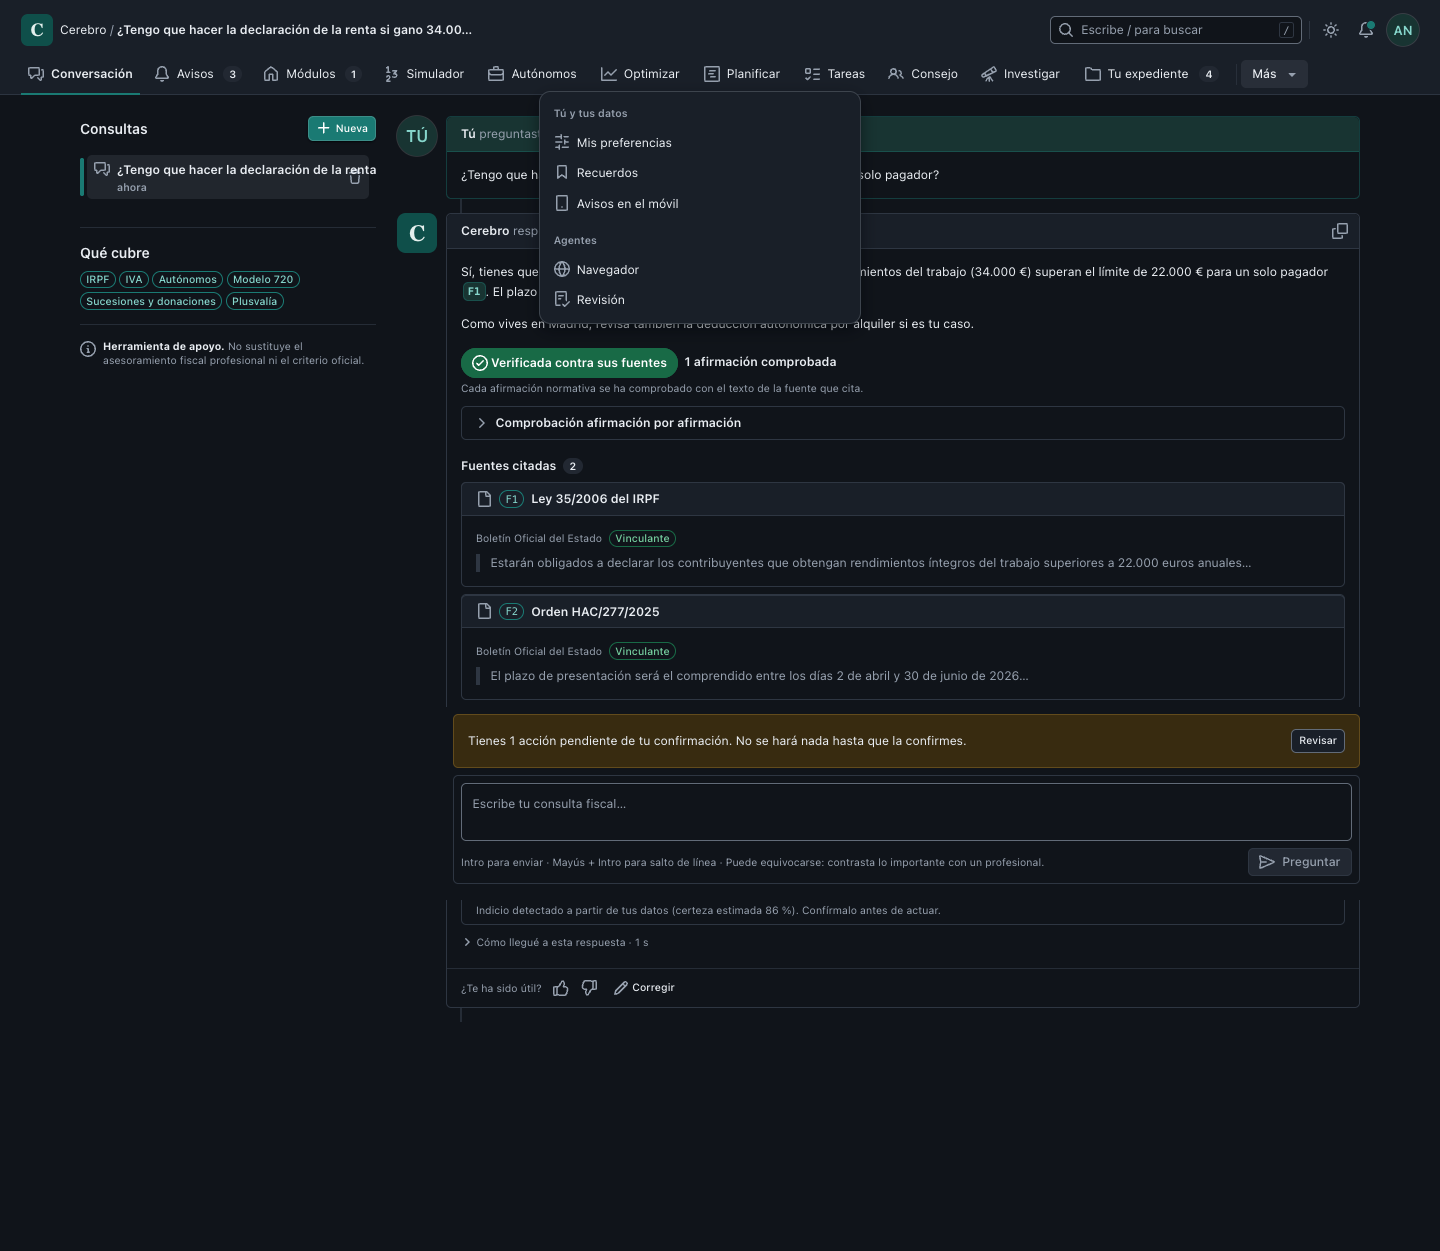 C Cerebro / ¿Tengo que hacer la declaración de la renta si gano 34.00...
Escribe / para buscar /
AN
Conversación
Avisos 3
Módulos 1
Simulador
Autónomos
Optimizar
Planificar
Tareas
Consejo
Investigar
Tu expediente 4
Más
Consultas
Nueva
¿Tengo que hacer la declaración de la renta
ahora
Qué cubre
IRPF IVA Autónomos Modelo 720
Sucesiones y donaciones Plusvalía
Herramienta de apoyo. No sustituye el
asesoramiento fiscal profesional ni el criterio oficial.
Tú y tus datos
Mis preferencias
Recuerdos
Avisos en el móvil
Agentes
Navegador
Revisión
TÚ
Tú preguntast
¿Tengo que h solo pagador?
C
Cerebro resp
Sí, tienes que mientos del trabajo (34.000 €) superan el límite de 22.000 € para un solo pagador
F1. El plazo
Como vives en Madrid, revisa también la deducción autonómica por alquiler si es tu caso.
Verificada contra sus fuentes 1 afirmación comprobada
Cada afirmación normativa se ha comprobado con el texto de la fuente que cita.
Comprobación afirmación por afirmación
Fuentes citadas 2
F1 Ley 35/2006 del IRPF
Boletín Oficial del Estado Vinculante
Estarán obligados a declarar los contribuyentes que obtengan rendimientos íntegros del trabajo superiores a 22.000 euros anuales...
F2 Orden HAC/277/2025
Boletín Oficial del Estado Vinculante
El plazo de presentación será el comprendido entre los días 2 de abril y 30 de junio de 2026...
Tienes 1 acción pendiente de tu confirmación. No se hará nada hasta que la confirmes.
Revisar
Escribe tu consulta fiscal...
Intro para enviar · Mayús + Intro para salto de línea · Puede equivocarse: contrasta lo importante con un profesional.
Preguntar
Indicio detectado a partir de tus datos (certeza estimada 86 %). Confírmalo antes de actuar.
Cómo llegué a esta respuesta · 1 s
¿Te ha sido útil?
Corregir